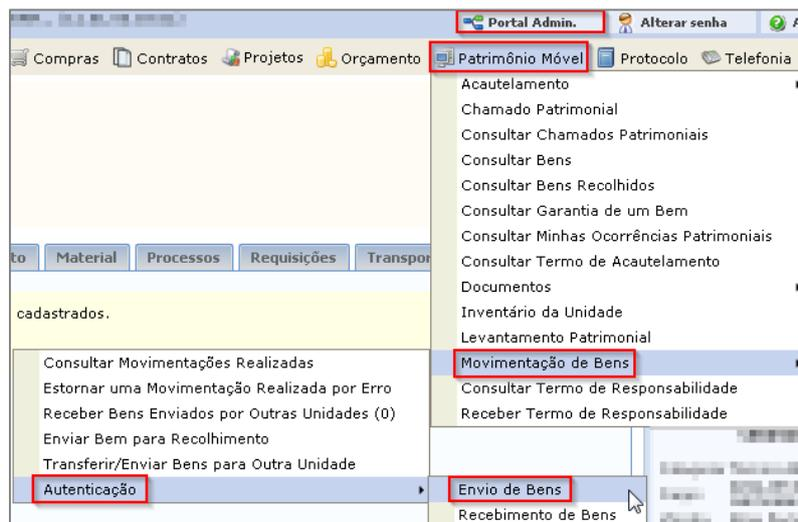 Portal Admin. Alterar senha
Compras Contratos Projetos Orçamento Patrimônio Móvel Protocolo Telefonia
Acautelamento
Chamado Patrimonial
Consultar Chamados Patrimoniais
Consultar Bens
Consultar Bens Recolhidos
Consultar Garantia de um Bem
Consultar Minhas Ocorrências Patrimoniais
Consultar Termo de Acautelamento
Documentos
Inventário da Unidade
Levantamento Patrimonial
Movimentação de Bens
Consultar Termo de Responsabilidade
Receber Termo de Responsabilidade
Material Processos Requisições
cadastrados.
Consultar Movimentações Realizadas
Estornar uma Movimentação Realizada por Erro
Receber Bens Enviados por Outras Unidades (0)
Enviar Bem para Recolhimento
Transferir/Enviar Bens para Outra Unidade
Autenticação
Envio de Bens
Recebimento de Bens